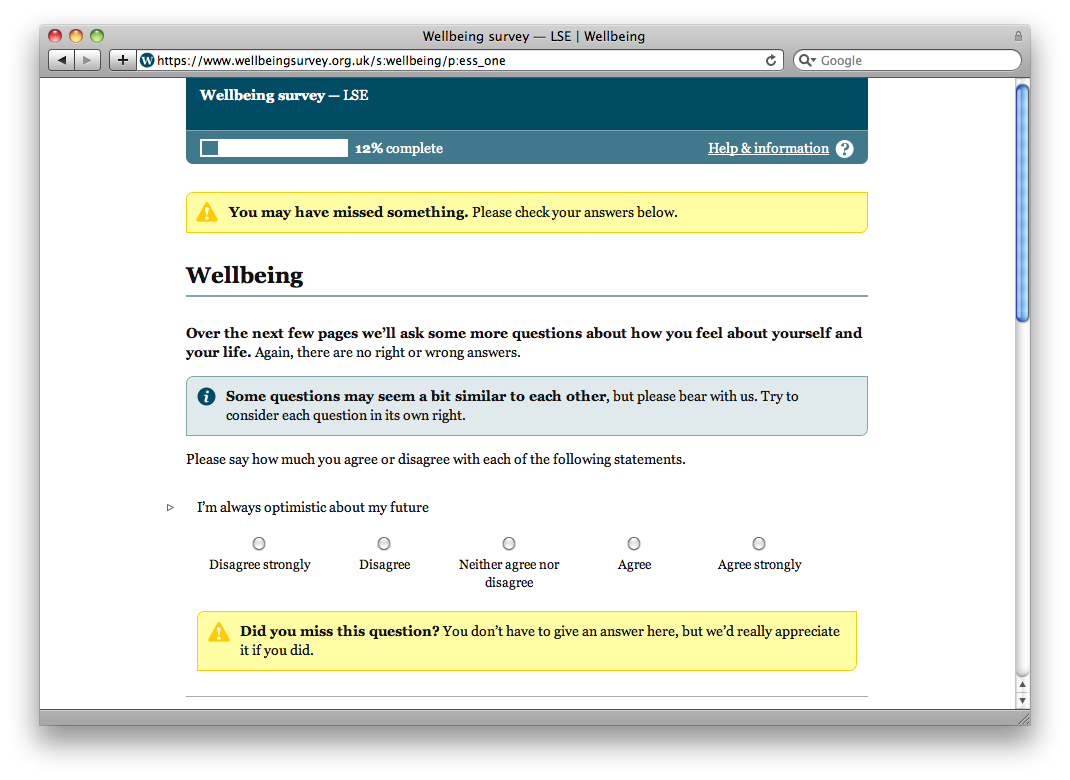 Wellbeing survey — LSE | Wellbeing
W https://www.wellbeingsurvey.org.uk/s:wellbeing/p:ess_one
Google
Wellbeing survey — LSE
12% complete
Help & information ?
You may have missed something. Please check your answers below.
Wellbeing
Over the next few pages we’ll ask some more questions about how you feel about yourself and
your life. Again, there are no right or wrong answers.
i Some questions may seem a bit similar to each other, but please bear with us. Try to
consider each question in its own right.
Please say how much you agree or disagree with each of the following statements.
I’m always optimistic about my future
Disagree strongly
Disagree
Neither agree nor
disagree
Agree
Agree strongly
Did you miss this question? You don’t have to give an answer here, but we’d really appreciate
it if you did.